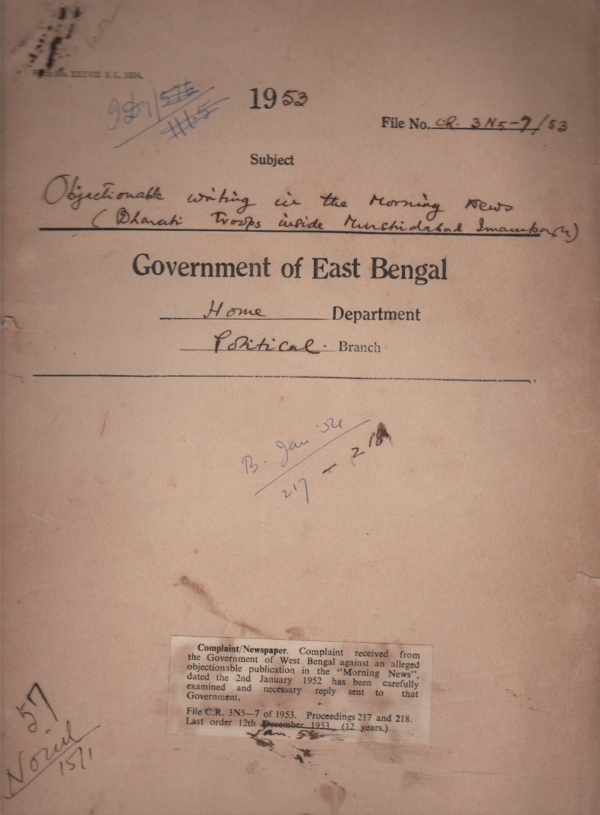 1953
File No. C.R. 3N5-7/53
Subject
Objectionable writing in the Morning News
(Bharati Troops inside Murshidabad
Government of East Bengal
Home Department
Political Branch
B. Jan '54
217 - 218
Complaint/Newspaper. Complaint received from
the Government of West Bengal against an alleged
objectionable publication in the "Morning News",
dated the 2nd January 1952 has been carefully
examined and necessary reply sent to that
Government.
File C.R. 3N5—7 of 1953. Proceedings 217 and 218.
Last order 12th December 1953 (12 years.)
Jan. 54
57
15/1